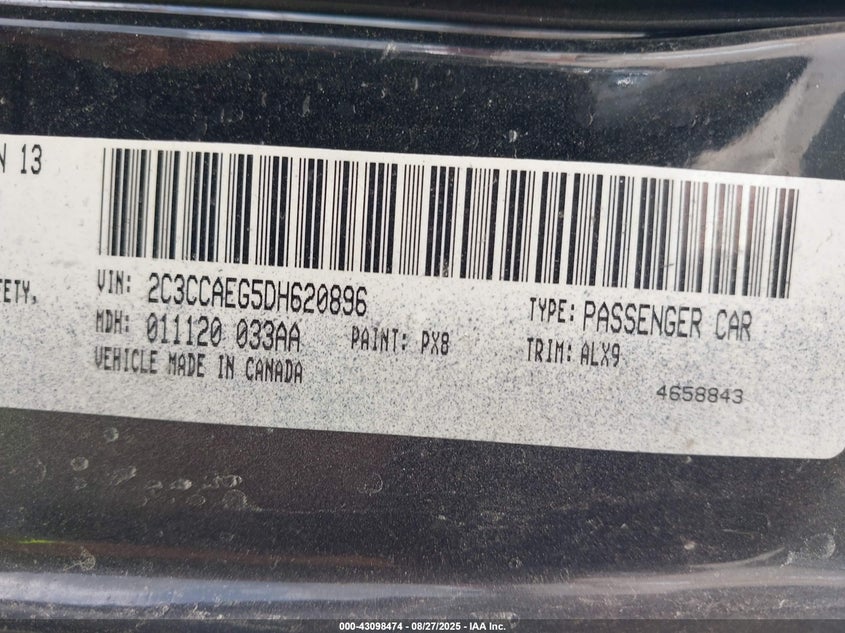 N 13
ETY,
VIN: 2C3CCAEG5DH620896
TYPE: PASSENGER CAR
MDH: 011120 033AA
PAINT: PX8
TRIM: ALX9
VEHICLE MADE IN CANADA
4658843
000-43098474 - 08/27/2025 - IAA Inc.